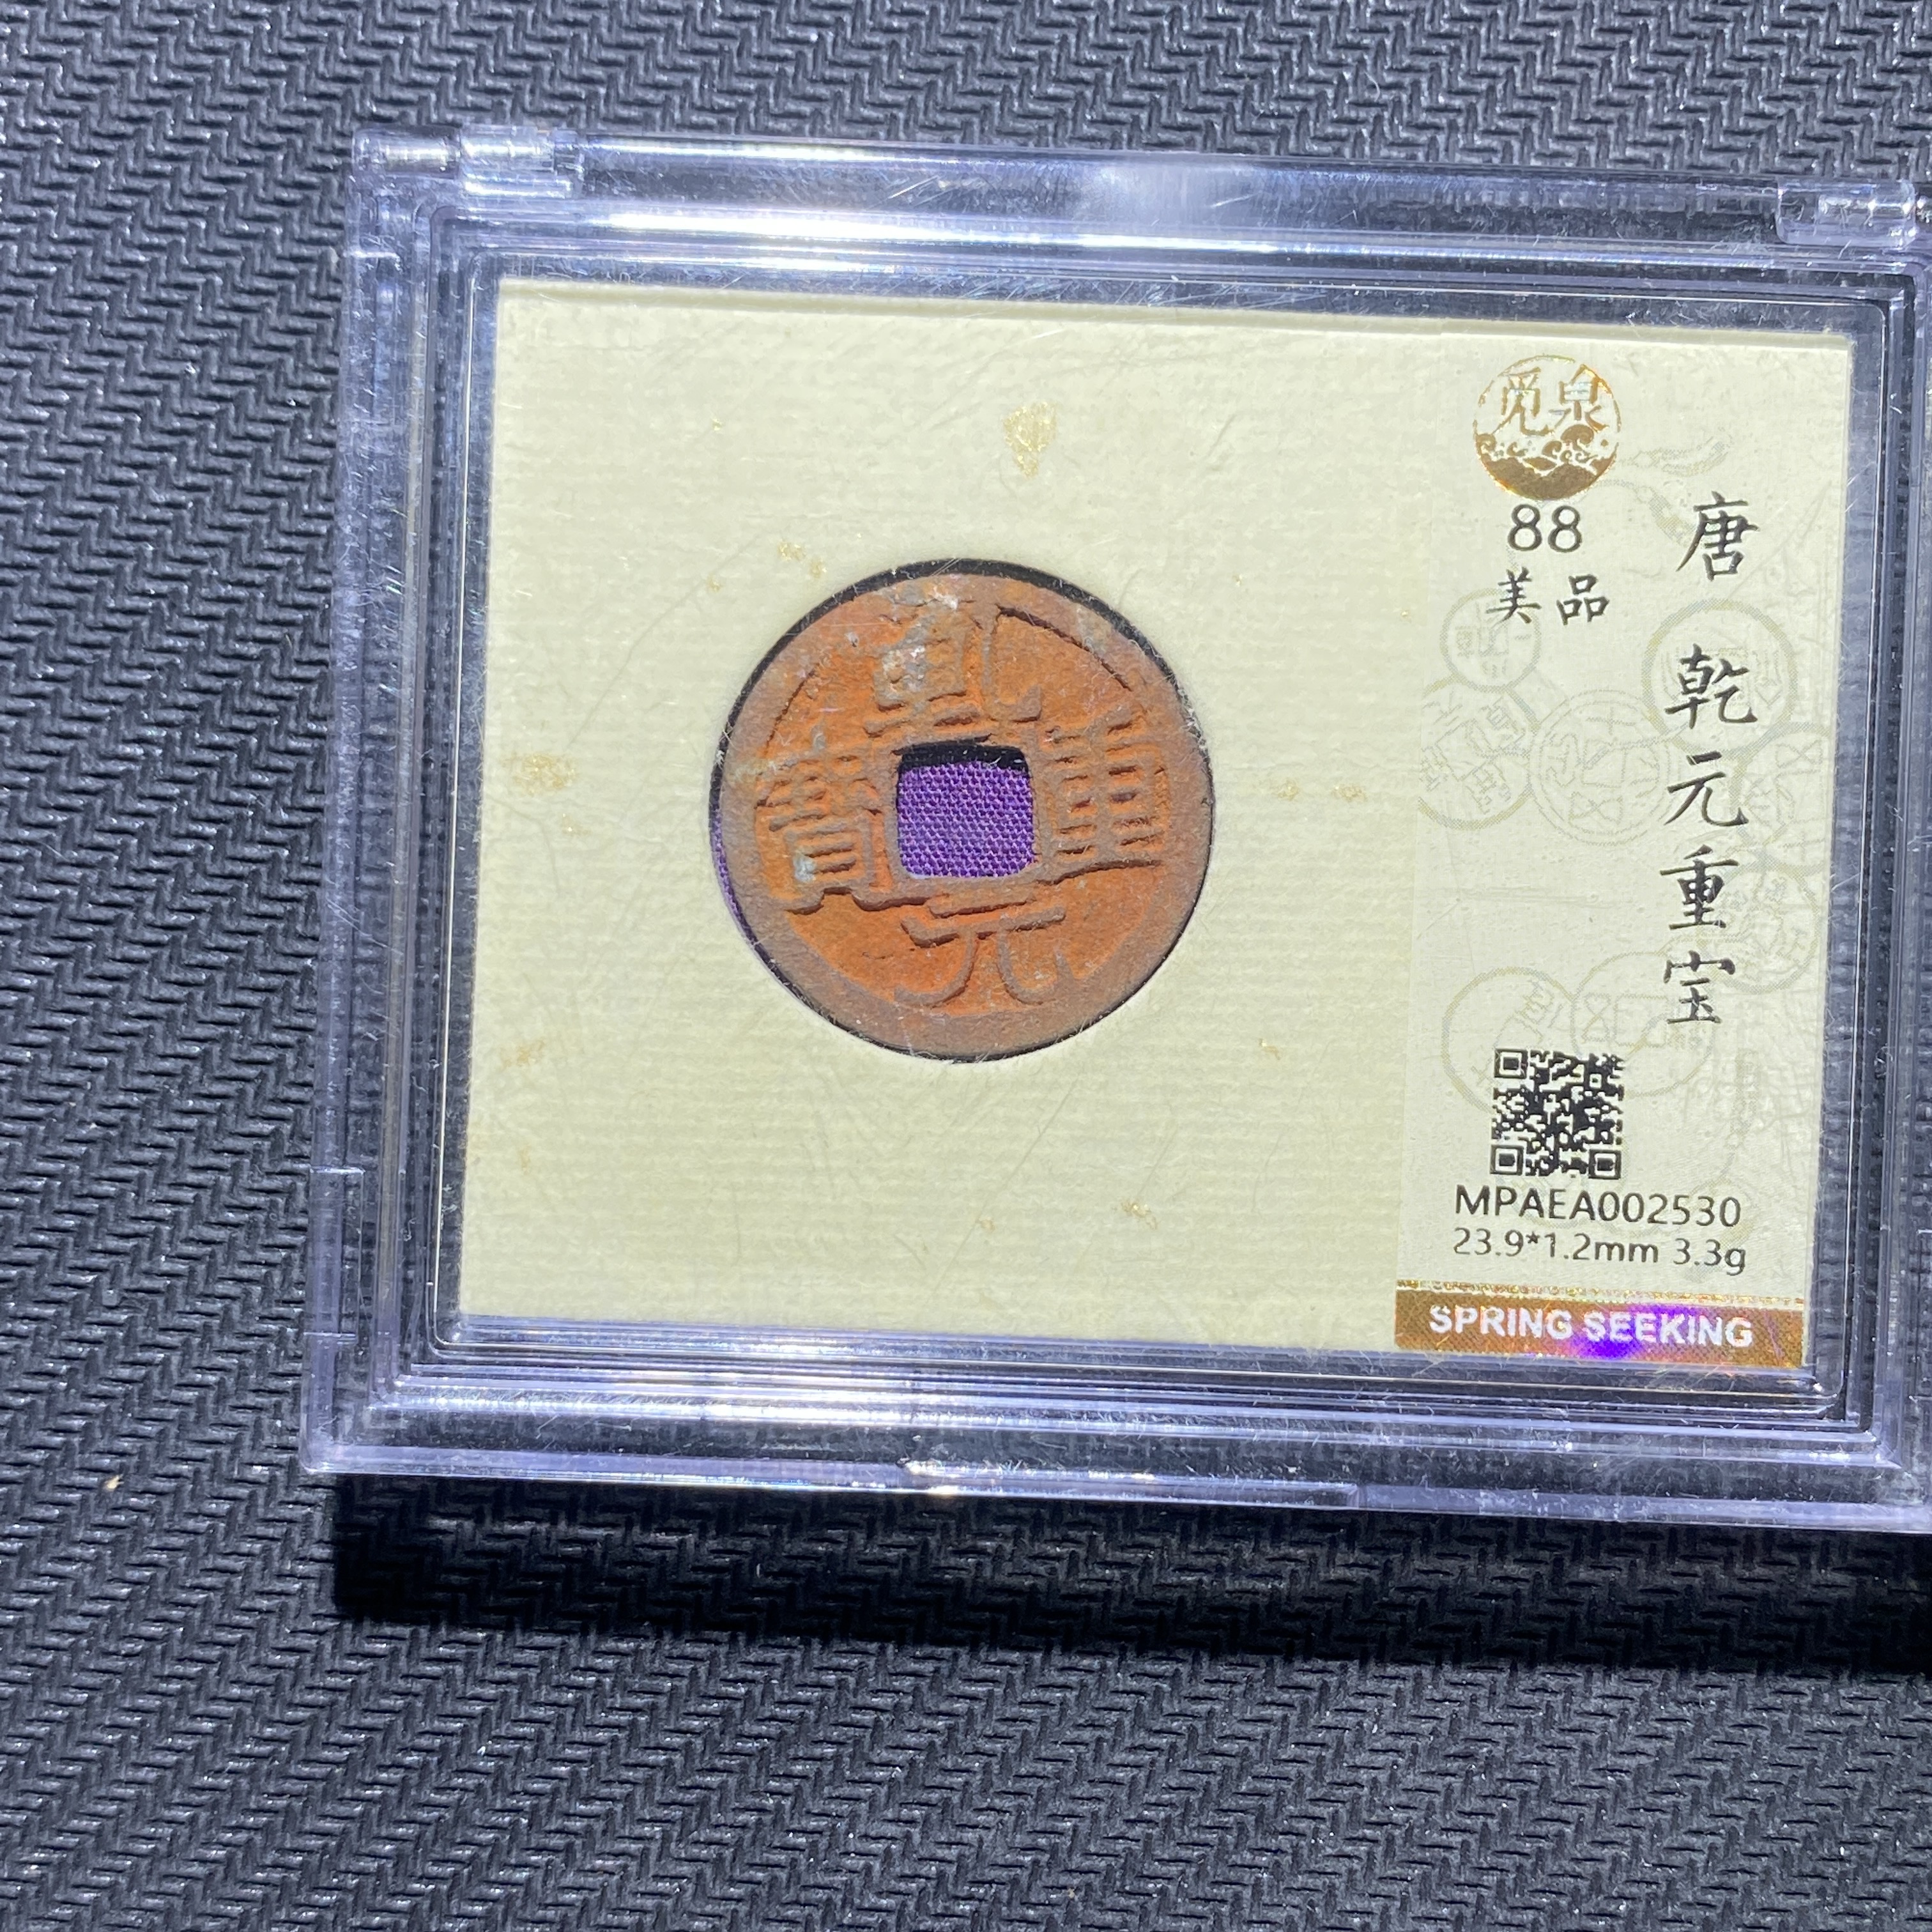 乾元重寶
觅泉
88
美品
唐 乾元重宝
MPAEA002530
23.9*1.2mm 3.3g
SPRING SEEKING